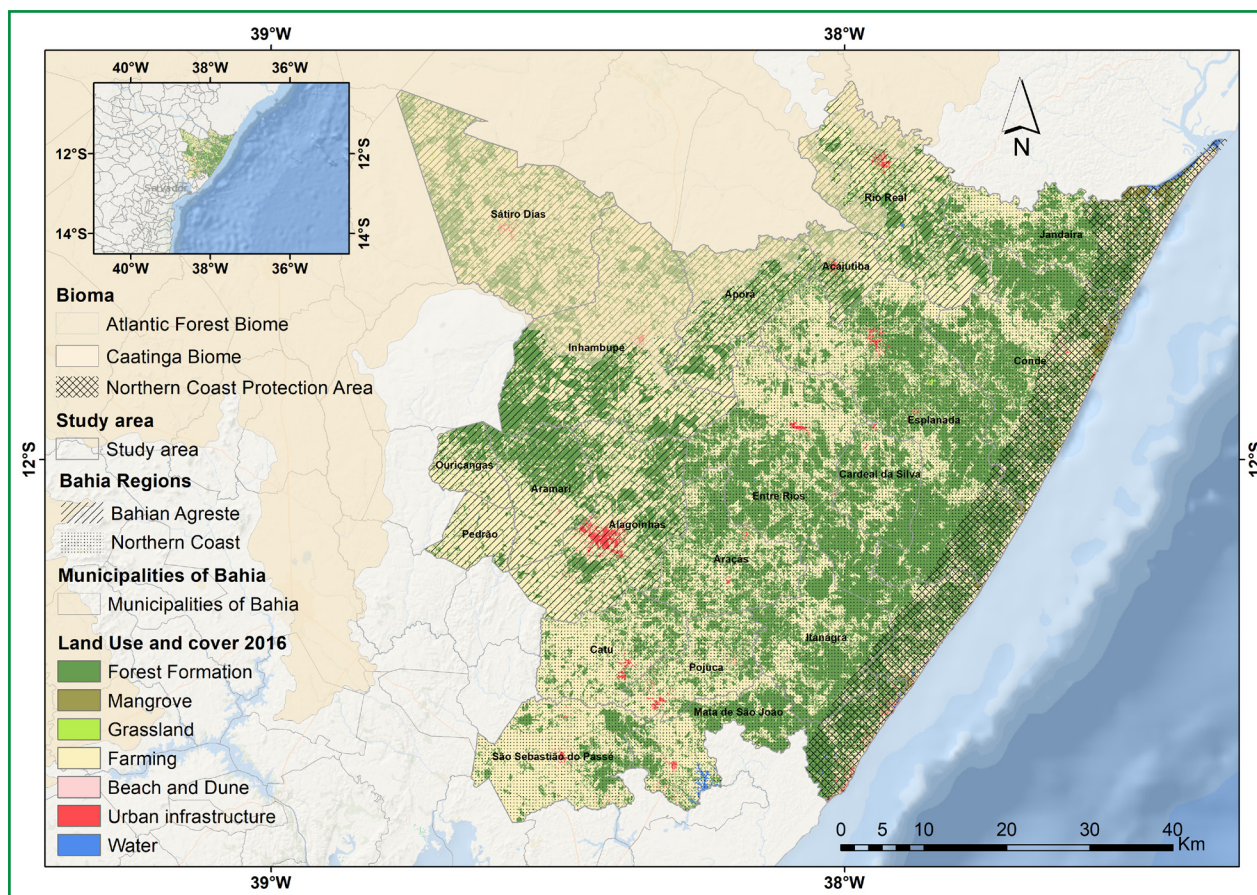 39°W
38°W
40°W
38°W
36°W
12°S
12°S
Salvador
14°S
14°S
40°W
38°W
36°W
N
Rio Real
Sátiro Dias
Jandaíra
Acajutiba
Aporá
Inhambupe
Conde
Esplanada
12°S
12°S
Ouriçangas
Aramari
Cardeal da Silva
Entre Rios
Alagoinhas
Pedrão
Araçás
Itanagra
Catu
Pojuca
Mata de São João
São Sebastião do Passé
Bioma
Atlantic Forest Biome
Caatinga Biome
Northern Coast Protection Area
Study area
Study area
Bahia Regions
Bahian Agreste
Northern Coast
Municipalities of Bahia
Municipalities of Bahia
Land Use and cover 2016
Forest Formation
Mangrove
Grassland
Farming
Beach and Dune
Urban infrastructure
Water
0 5 10 20 30 40
Km
39°W
38°W